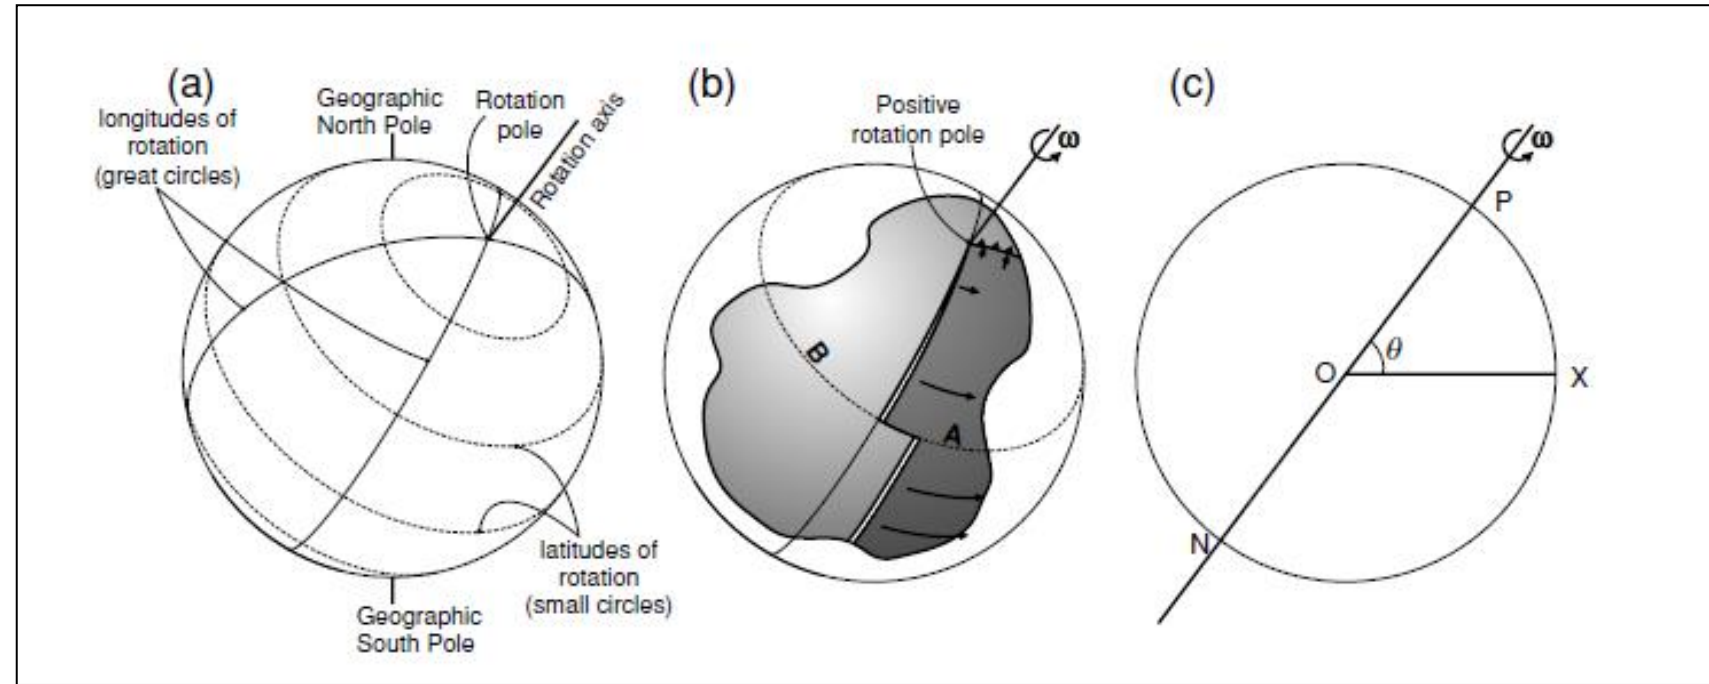 (a)
longitudes of
rotation
(great circles)
Geographic
North Pole
Rotation
pole
Rotation axis
latitudes of
rotation
(small circles)
Geographic
South Pole
(b)
Positive
rotation pole
ω
B
A
(c)
ω
P
θ
O
X
N